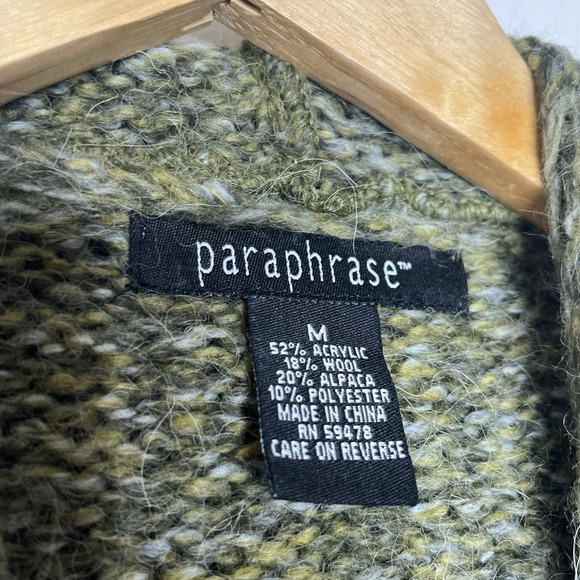 paraphrase™
M
52% ACRYLIC
18% WOOL
20% ALPACA
10% POLYESTER
MADE IN CHINA
RN 59478
CARE ON REVERSE